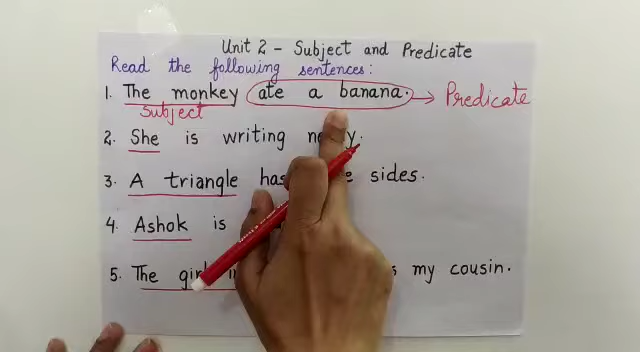 Unit 2 - Subject and Predicate
Read the following sentences:
1. The monkey ate a banana. → Predicate
Subject
2. She is writing
3. A triangle has sides.
4. Ashok is
5. The my cousin.